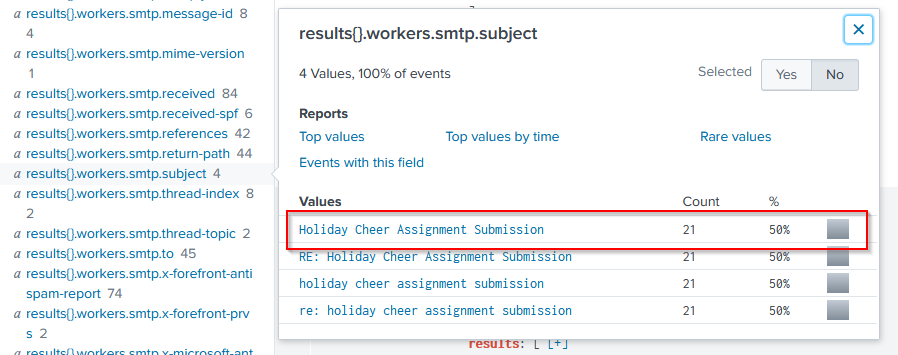 a results{}.workers.smtp.message-id 8
4
a results{}.workers.smtp.mime-version
1
a results{}.workers.smtp.received 84
a results{}.workers.smtp.received-spf 6
a results{}.workers.smtp.references 42
a results{}.workers.smtp.return-path 44
a results{}.workers.smtp.subject 4
a results{}.workers.smtp.thread-index 8
2
a results{}.workers.smtp.thread-topic 2
a results{}.workers.smtp.to 45
a results{}.workers.smtp.x-forefront-anti
spam-report 74
a results{}.workers.smtp.x-forefront-prv
s 2
a results{}.workers.smtp.x-microsoft-ant
results{}.workers.smtp.subject
4 Values, 100% of events
Selected Yes No
Reports
Top values Top values by time Rare values
Events with this field
Values Count %
Holiday Cheer Assignment Submission 21 50%
RE: Holiday Cheer Assignment Submission 21 50%
holiday cheer assignment submission 21 50%
re: holiday cheer assignment submission 21 50%
results: [ [+]